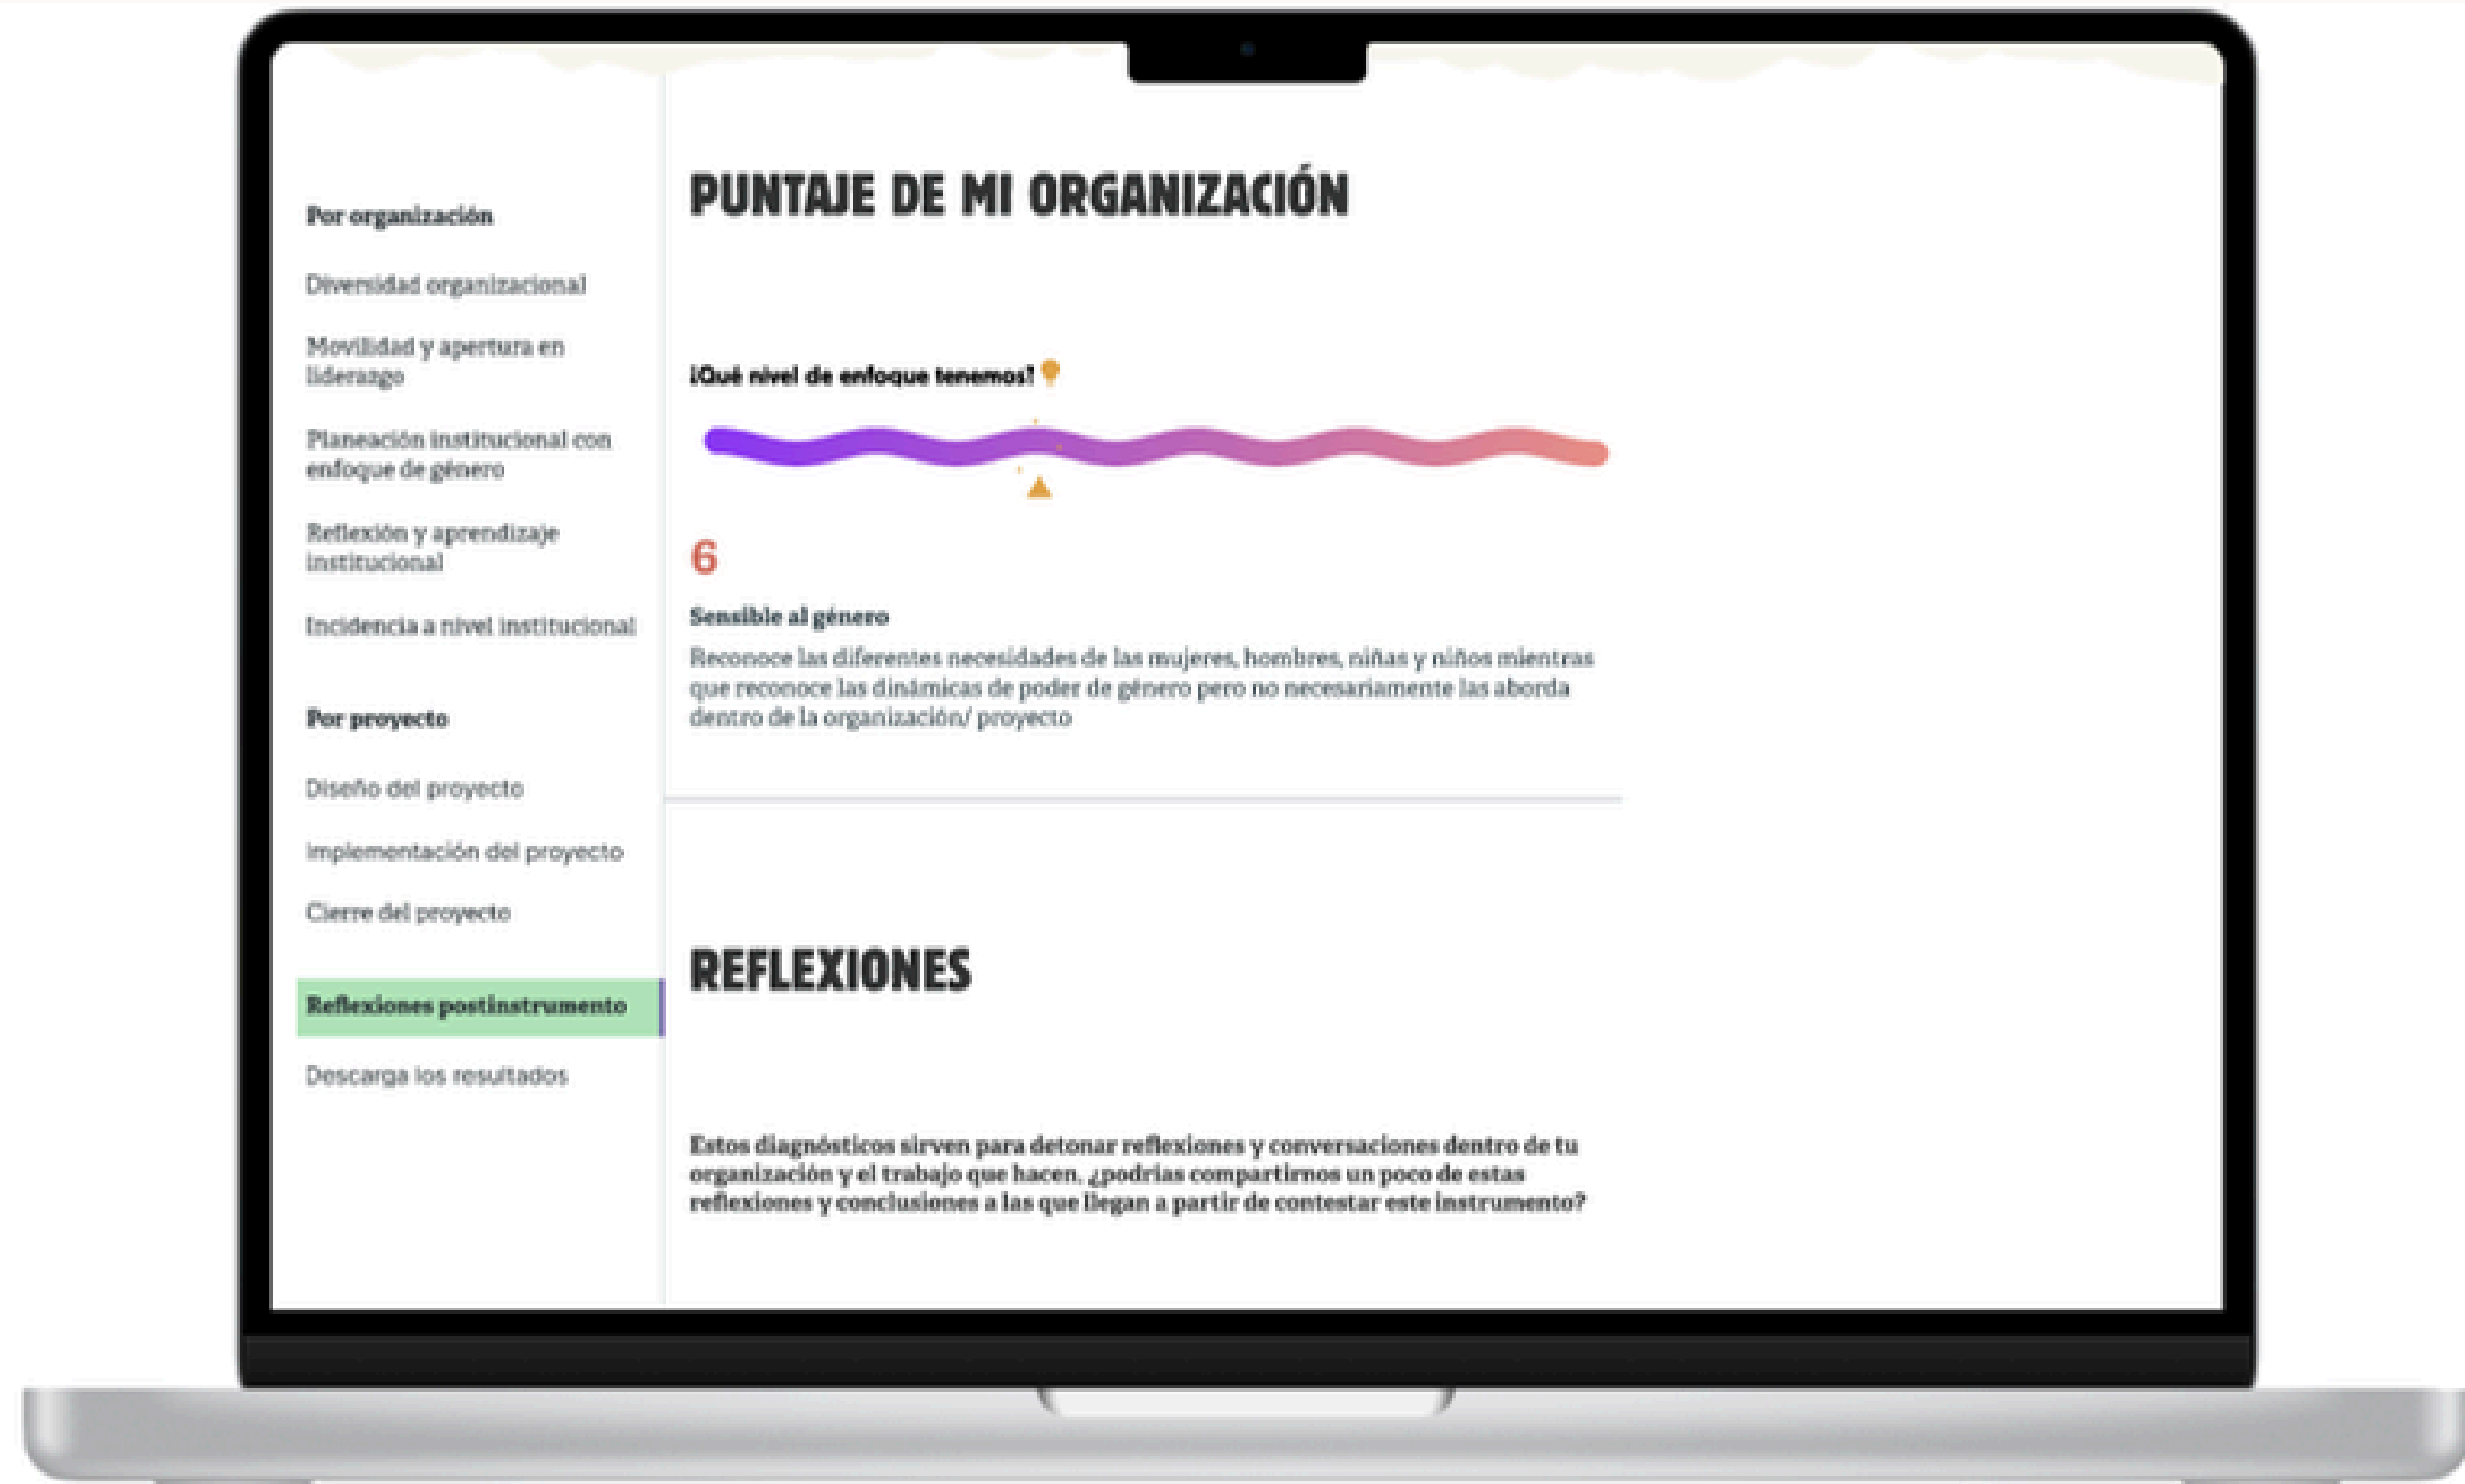 Por organización
Diversidad organizacional
Movilidad y apertura en
liderazgo
Planeación institucional con
enfoque de género
Reflexión y aprendizaje
institucional
Incidencia a nivel institucional
Por proyecto
Diseño del proyecto
Implementación del proyecto
Cierre del proyecto
Reflexiones postinstrumento
Descarga los resultados
PUNTAJE DE MI ORGANIZACIÓN
¿Qué nivel de enfoque tenemos?
6
Sensible al género
Reconoce las diferentes necesidades de las mujeres, hombres, niñas y niños mientras
que reconoce las dinámicas de poder de género pero no necesariamente las aborda
dentro de la organización/ proyecto
REFLEXIONES
Estos diagnósticos sirven para detonar reflexiones y conversaciones dentro de tu
organización y el trabajo que hacen. ¿podrías compartirnos un poco de estas
reflexiones y conclusiones a las que llegan a partir de contestar este instrumento?